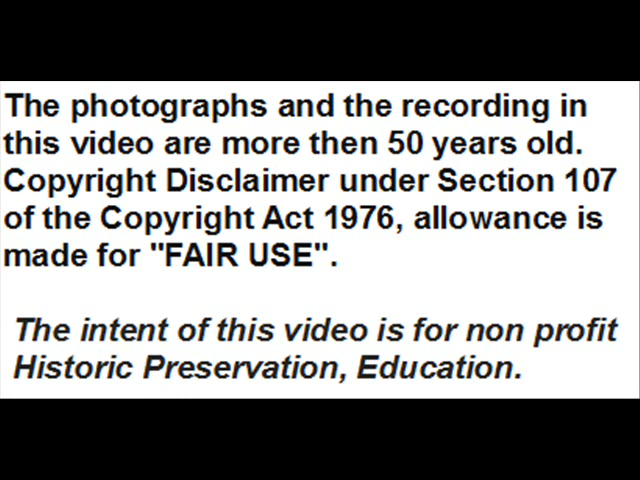 The photographs and the recording in
this video are more then 50 years old.
Copyright Disclaimer under Section 107
of the Copyright Act 1976, allowance is
made for "FAIR USE".
The intent of this video is for non profit
Historic Preservation, Education.